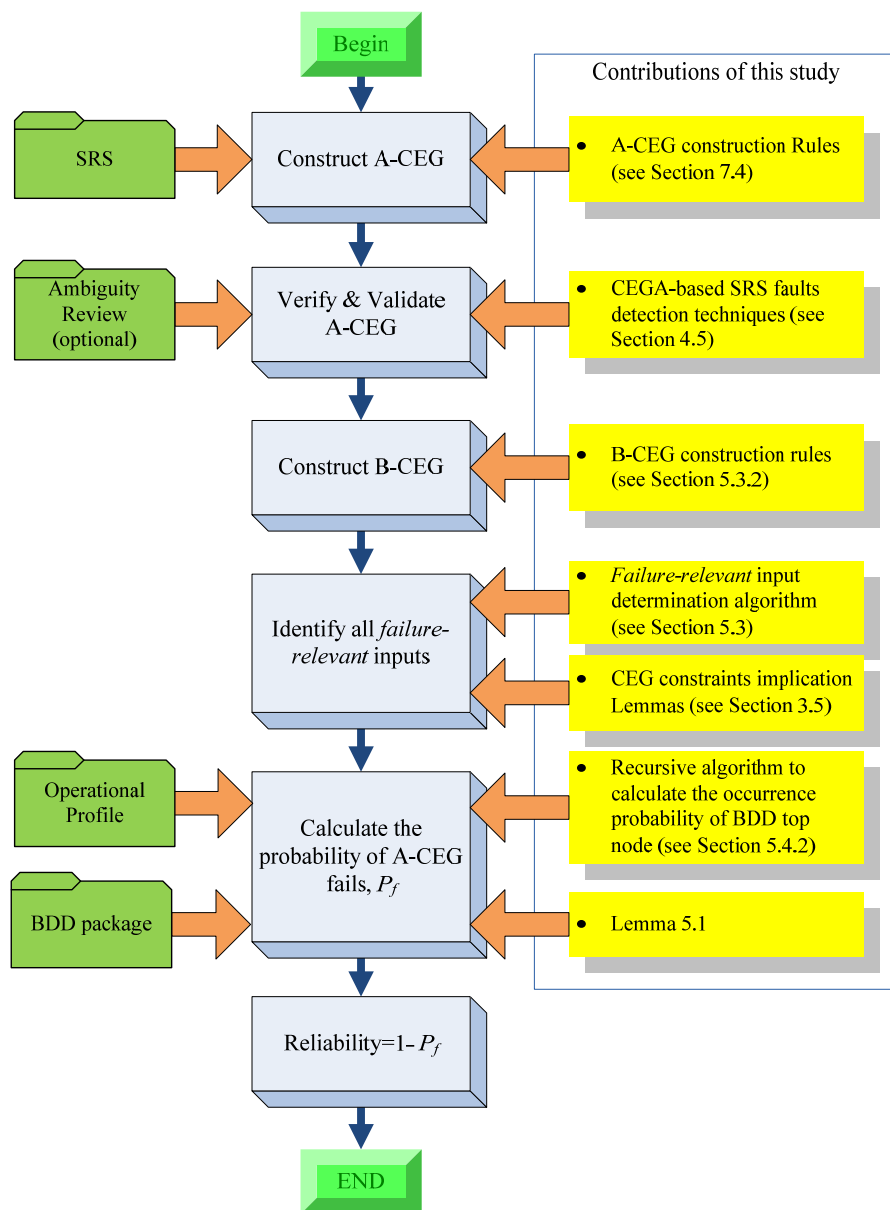 Begin
Contributions of this study
SRS
Construct A-CEG
• A-CEG construction Rules
(see Section 7.4)
Ambiguity
Review
(optional)
Verify & Validate
A-CEG
• CEGA-based SRS faults
detection techniques (see
Section 4.5)
Construct B-CEG
• B-CEG construction rules
(see Section 5.3.2)
Identify all failure-
relevant inputs
• Failure-relevant input
determination algorithm
(see Section 5.3)
• CEG constraints implication
Lemmas (see Section 3.5)
Operational
Profile
BDD package
Calculate the
probability of A-CEG
fails, Pf
• Recursive algorithm to
calculate the occurrence
probability of BDD top
node (see Section 5.4.2)
• Lemma 5.1
Reliability=1- Pf
END